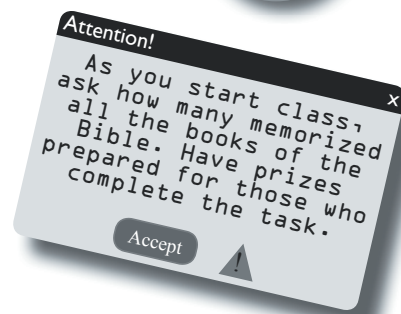 Attention!
x
As you start class,
ask how many memorized
all the books of the
Bible. Have prizes
prepared for those who
complete the task.
Accept
!